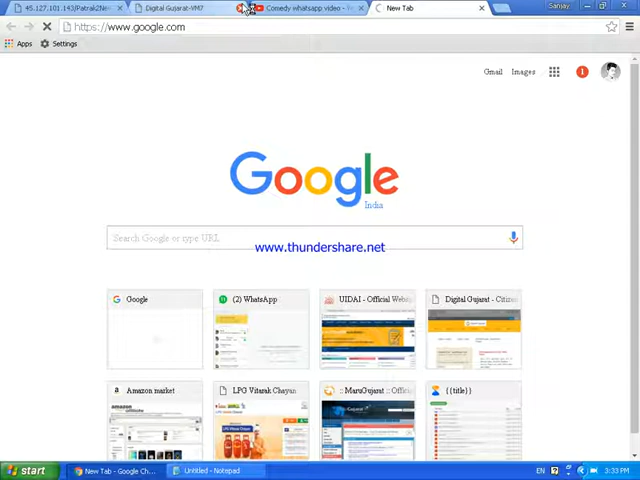 45.127.101.143/Patrak2Ne
Digital Gujarat-VM7
Comedy whatsapp video -
New Tab
Sanjay
https://www.google.com
Apps
Settings
Gmail
Images
1
Google
India
Search Google or type URL
www.thundershare.net
Google
(2) WhatsApp
UIDAI - Official Webs
Digital Gujarat - Citize
Amazon market
LPG Vitarak Chayan
:: MaruGujarat :: Offici
{{title}}
start
New Tab - Google Ch...
Untitled - Notepad
EN
3:33 PM